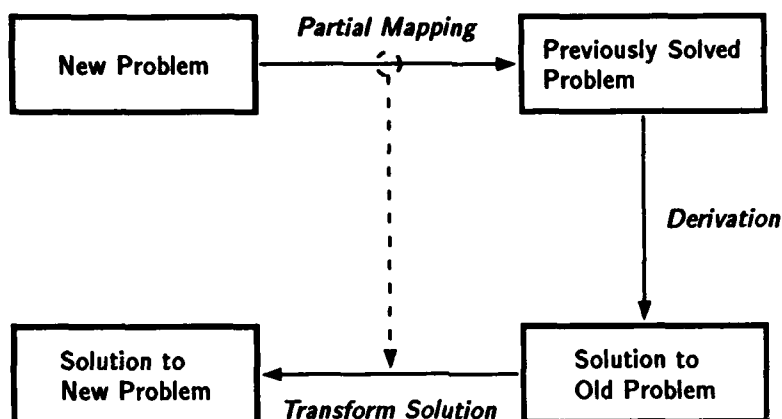 Partial Mapping
New Problem
Previously Solved
Problem
Derivation
Solution to
New Problem
Solution to
Old Problem
Transform Solution